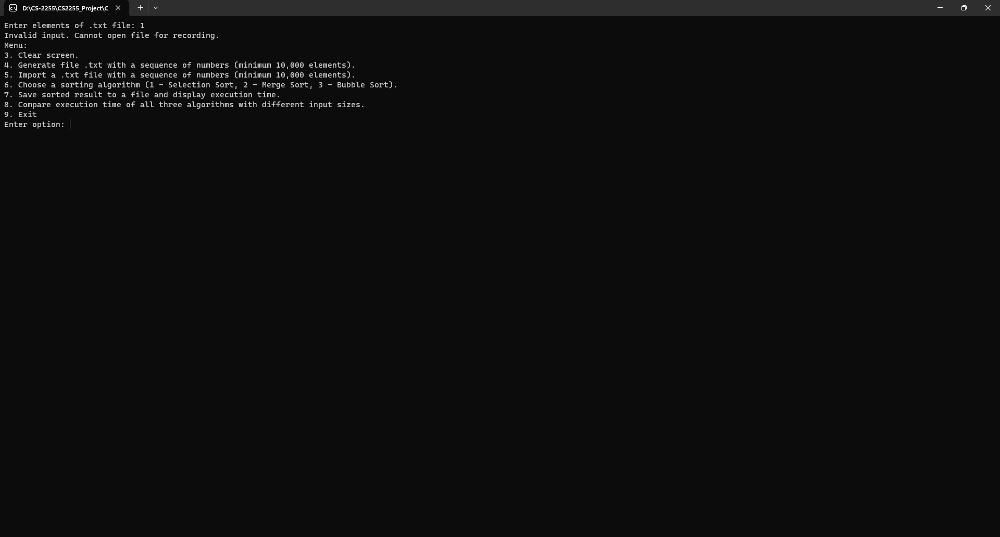 D:\CS-2255\CS2255_Project\C
Enter elements of .txt file: 1
Invalid input. Cannot open file for recording.
Menu:
3. Clear screen.
4. Generate file .txt with a sequence of numbers (minimum 10,000 elements).
5. Import a .txt file with a sequence of numbers (minimum 10,000 elements).
6. Choose a sorting algorithm (1 - Selection Sort, 2 - Merge Sort, 3 - Bubble Sort).
7. Save sorted result to a file and display execution time.
8. Compare execution time of all three algorithms with different input sizes.
9. Exit
Enter option: